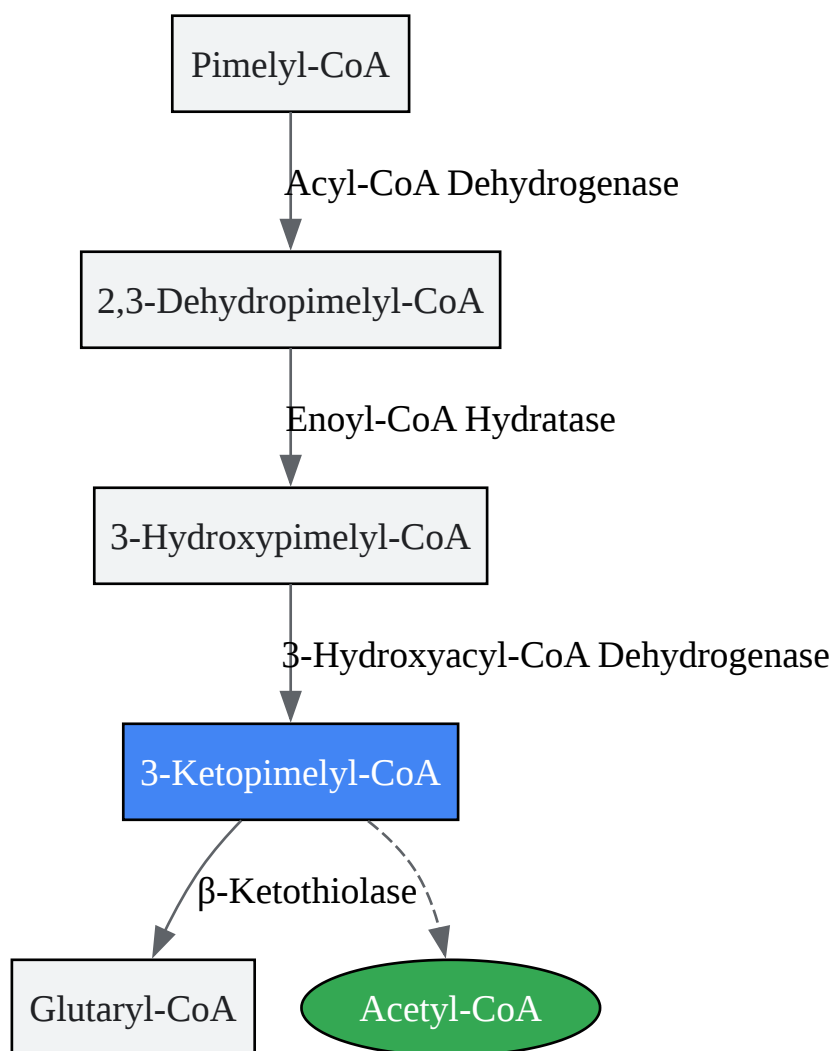 Pimelyl-CoA
Acyl-CoA Dehydrogenase
2,3-Dehydropimelyl-CoA
Enoyl-CoA Hydratase
3-Hydroxypimelyl-CoA
3-Hydroxyacyl-CoA Dehydrogenase
3-Ketopimelyl-CoA
β-Ketothiolase
Glutaryl-CoA
Acetyl-CoA